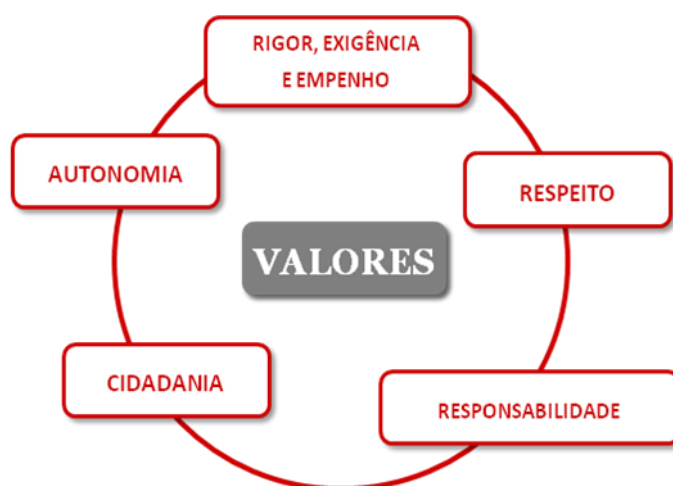 RIGOR, EXIGÊNCIA
E EMPENHO
AUTONOMIA
RESPEITO
VALORES
CIDADANIA
RESPONSABILIDADE